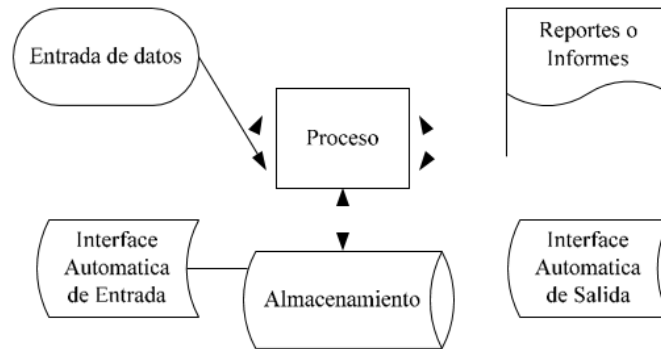 Entrada de datos
Reportes o
Informes
Proceso
Interface
Automatica
de Entrada
Almacenamiento
Interface
Automatica
de Salida